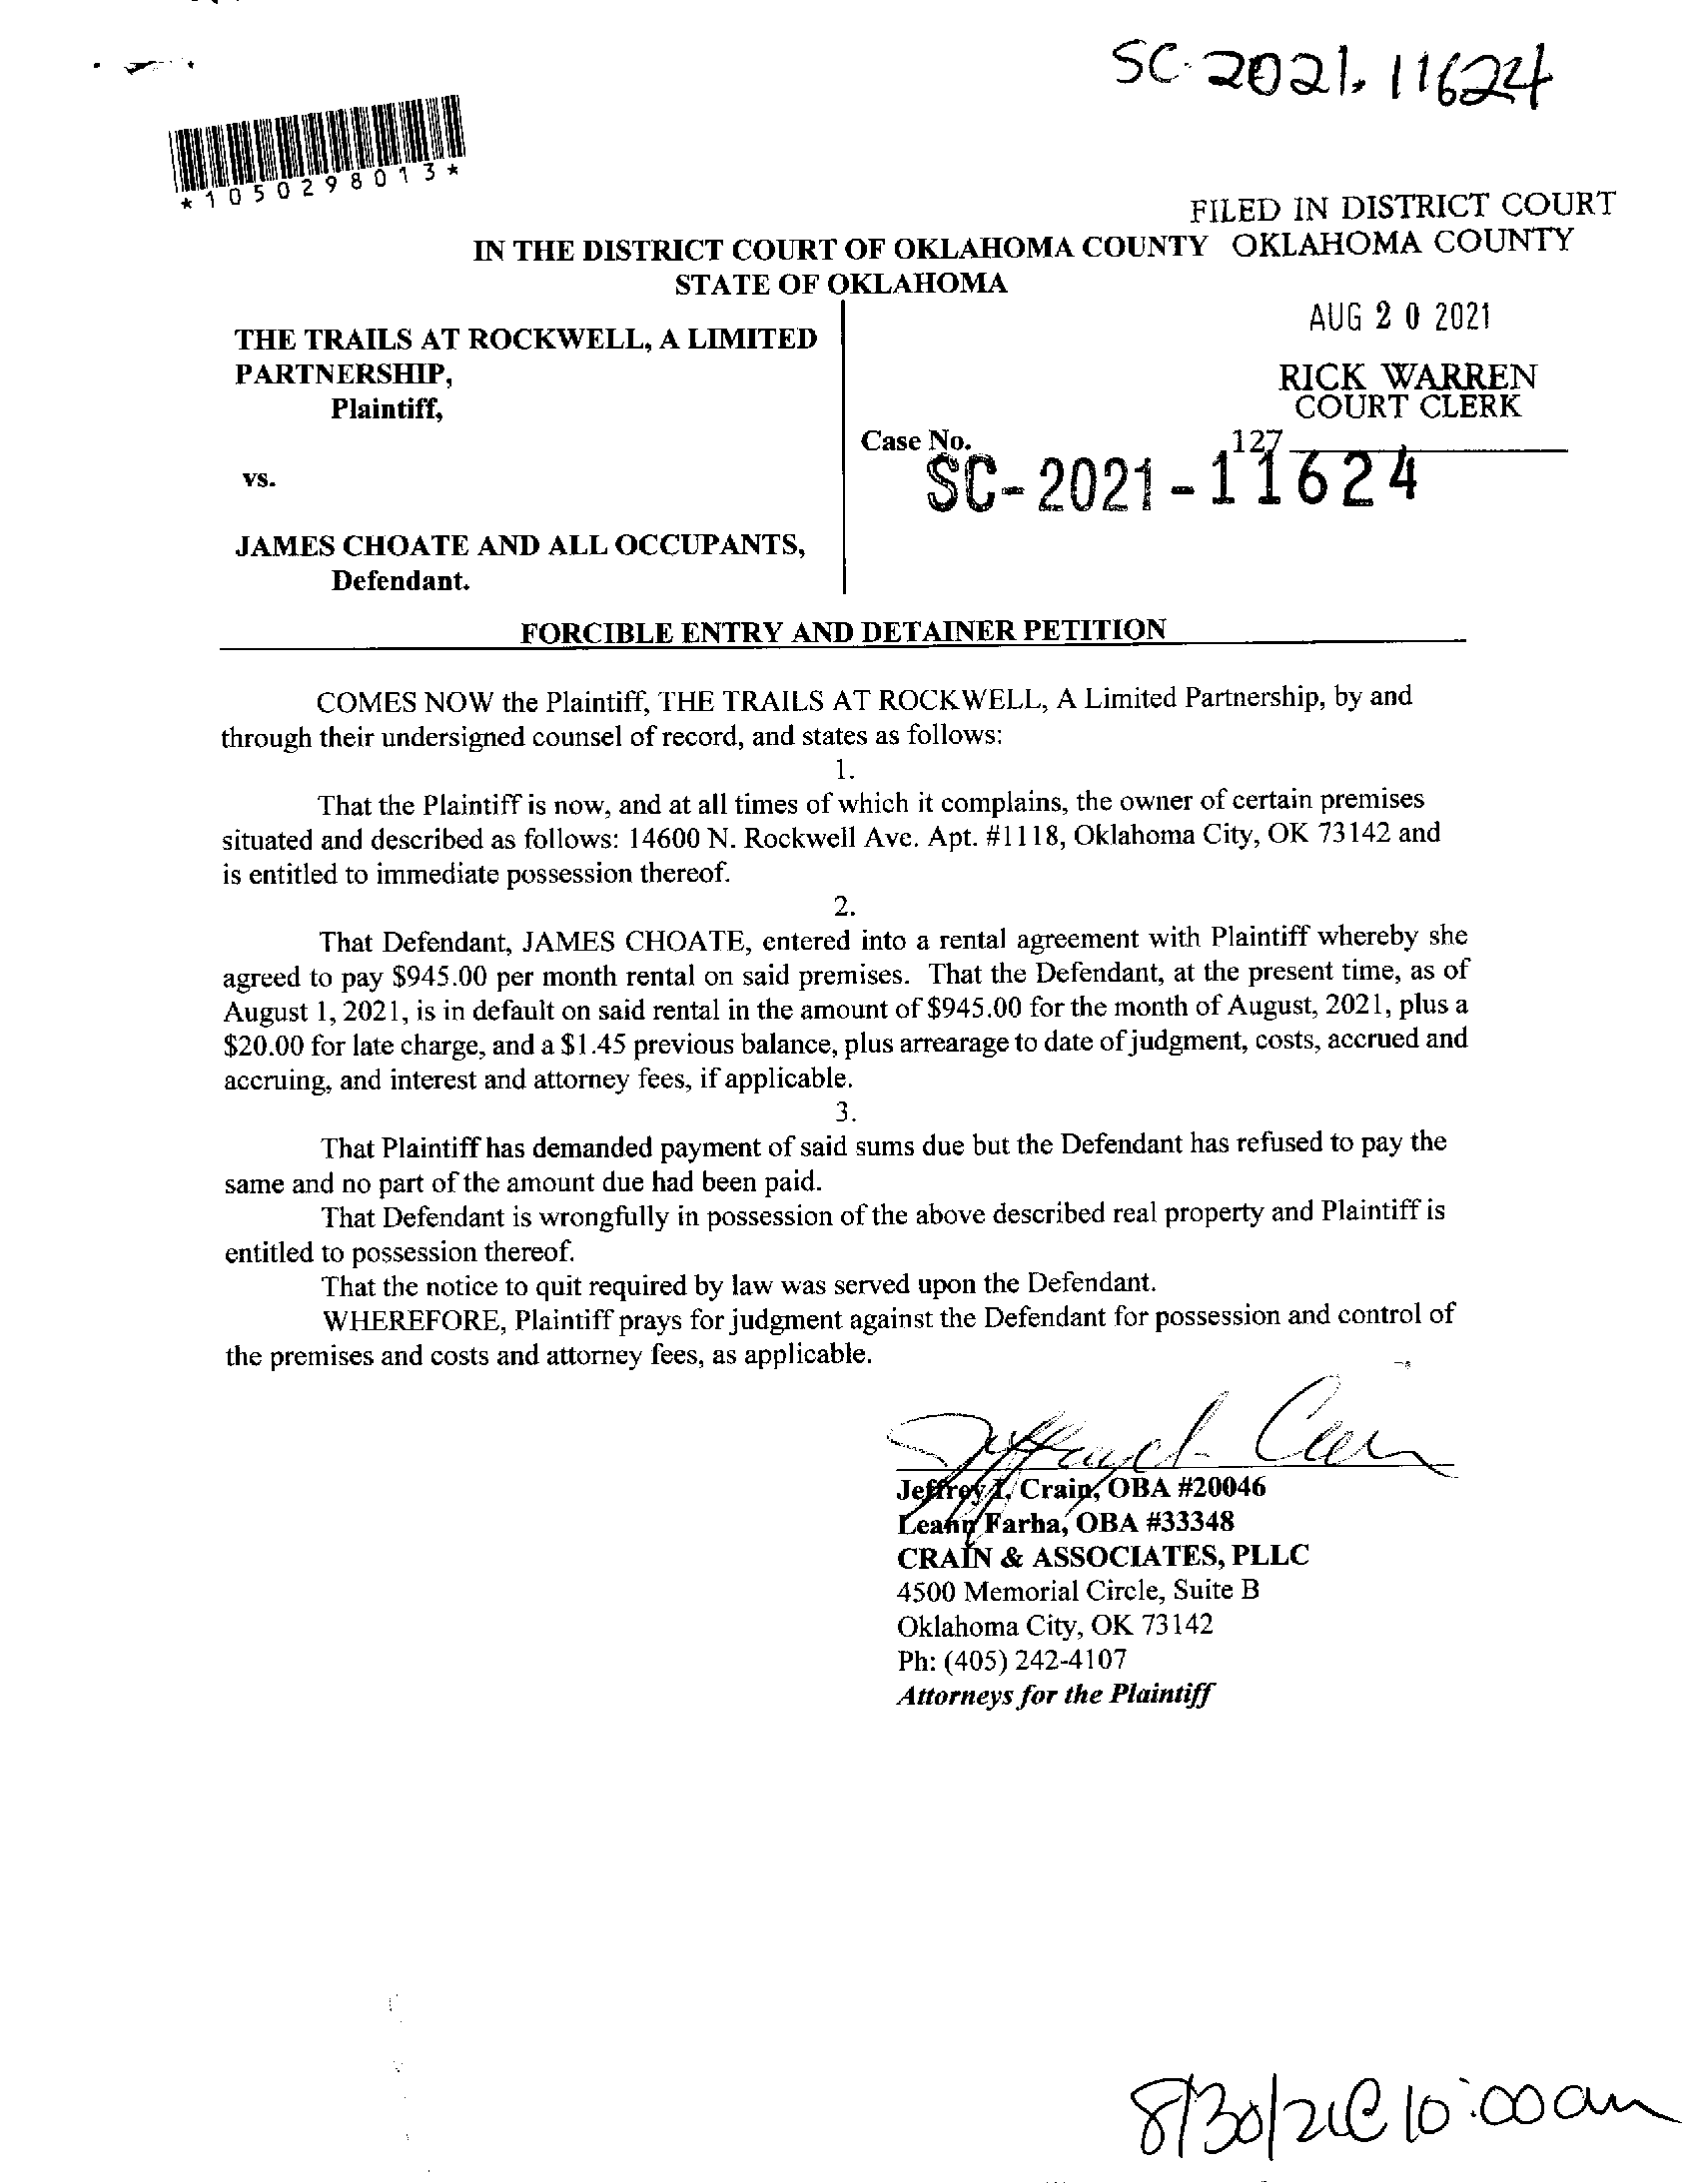 SC-2021-11624
*1050298013*
FILED IN DISTRICT COURT
IN THE DISTRICT COURT OF OKLAHOMA COUNTY OKLAHOMA COUNTY
STATE OF OKLAHOMA
AUG 20 2021
THE TRAILS AT ROCKWELL, A LIMITED
PARTNERSHIP,
Plaintiff,
RICK WARREN
COURT CLERK
Case No.
127
SC-2021-11624
vs.
JAMES CHOATE AND ALL OCCUPANTS,
Defendant.
FORCIBLE ENTRY AND DETAINER PETITION
COMES NOW the Plaintiff, THE TRAILS AT ROCKWELL, A Limited Partnership, by and
through their undersigned counsel of record, and states as follows:
1.
That the Plaintiff is now, and at all times of which it complains, the owner of certain premises
situated and described as follows: 14600 N. Rockwell Ave. Apt. #1118, Oklahoma City, OK 73142 and
is entitled to immediate possession thereof.
2.
That Defendant, JAMES CHOATE, entered into a rental agreement with Plaintiff whereby she
agreed to pay $945.00 per month rental on said premises. That the Defendant, at the present time, as of
August 1, 2021, is in default on said rental in the amount of $945.00 for the month of August, 2021, plus a
$20.00 for late charge, and a $1.45 previous balance, plus arrearage to date of judgment, costs, accrued and
accruing, and interest and attorney fees, if applicable.
3.
That Plaintiff has demanded payment of said sums due but the Defendant has refused to pay the
same and no part of the amount due had been paid.
That Defendant is wrongfully in possession of the above described real property and Plaintiff is
entitled to possession thereof.
That the notice to quit required by law was served upon the Defendant.
WHEREFORE, Plaintiff prays for judgment against the Defendant for possession and control of
the premises and costs and attorney fees, as applicable.
Jeffrey I. Crain, OBA #20046
Leann Farha, OBA #33348
CRAIN & ASSOCIATES, PLLC
4500 Memorial Circle, Suite B
Oklahoma City, OK 73142
Ph: (405) 242-4107
Attorneys for the Plaintiff
8/30/21@10:00am